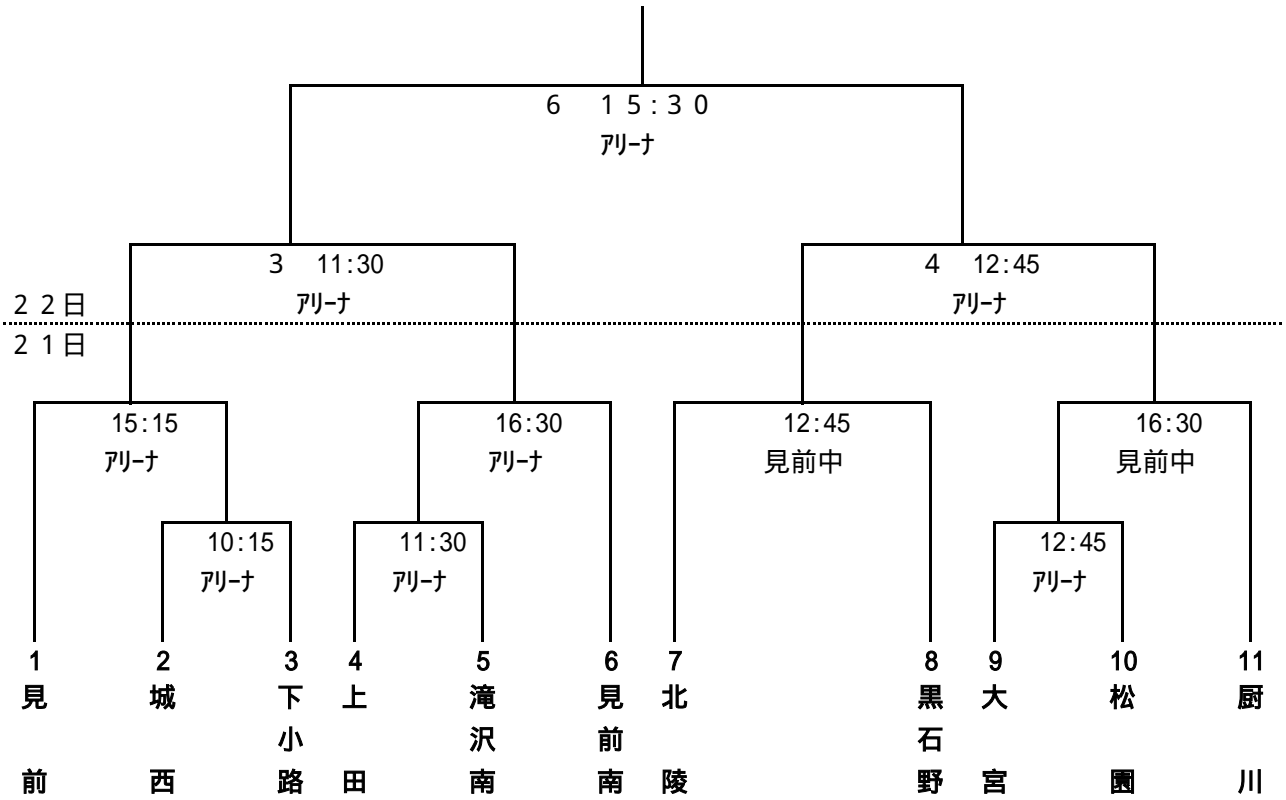 6 15:30
アリーナ
3 11:30
アリーナ
4 12:45
アリーナ
22日
21日
15:15
アリーナ
16:30
アリーナ
12:45
見前中
16:30
見前中
10:15
アリーナ
11:30
アリーナ
12:45
アリーナ
1
見前
2
城西
3
下小路
4
上田
5
滝沢南
6
見前南
7
北陵
8
黒石野
9
大宮
10
松園
11
厨川